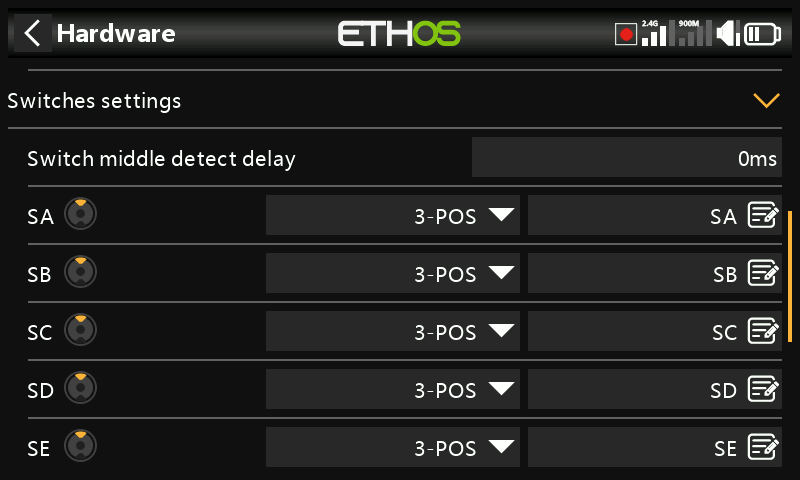 Hardware
ETHOS
2.4G
900M
Switches settings
Switch middle detect delay 0ms
SA 3-POS SA
SB 3-POS SB
SC 3-POS SC
SD 3-POS SD
SE 3-POS SE